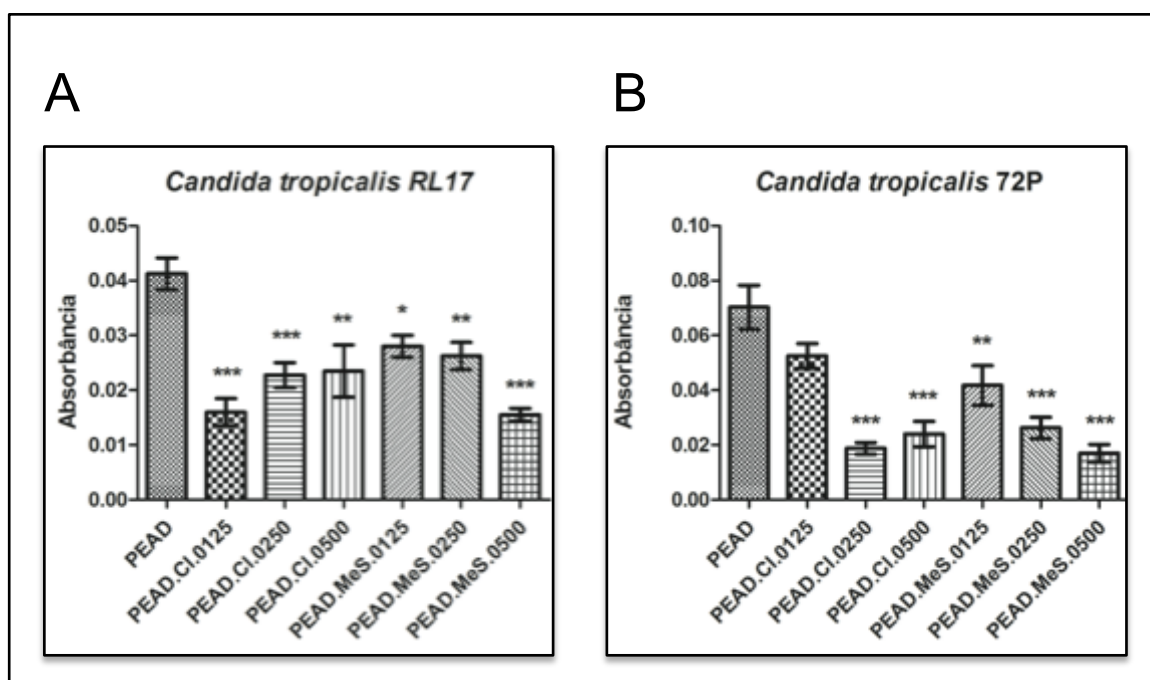 A
B
Candida tropicalis RL17
Absorbância
0.05
0.04
0.03
0.02
0.01
0.00
***
***
**
*
**
***
PEAD
PEAD.Cl.0125
PEAD.Cl.0250
PEAD.Cl.0500
PEAD.MeS.0125
PEAD.MeS.0250
PEAD.MeS.0500
Candida tropicalis 72P
Absorbância
0.10
0.08
0.06
0.04
0.02
0.00
***
***
**
***
***
PEAD
PEAD.Cl.0125
PEAD.Cl.0250
PEAD.Cl.0500
PEAD.MeS.0125
PEAD.MeS.0250
PEAD.MeS.0500